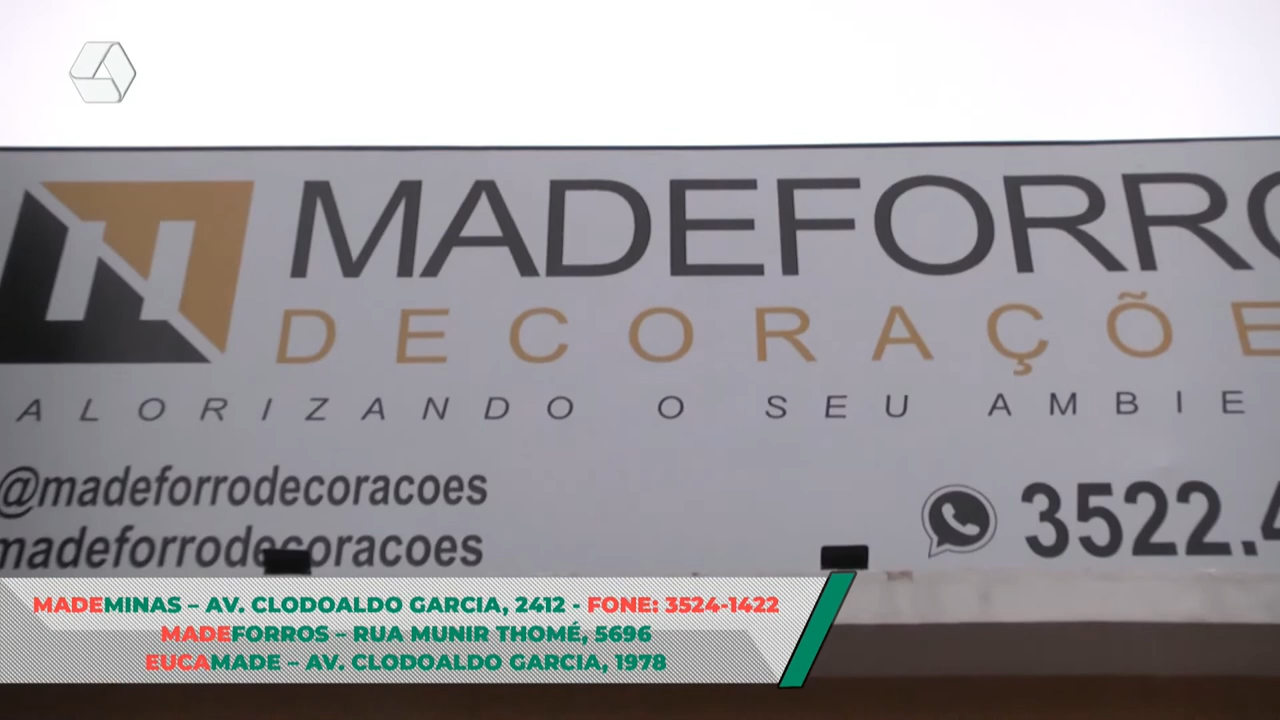 MADEFORRO
DECORAÇÕE
ALORIZANDO O SEU AMBIE
@madeforrodecoracoes
madeforrodecoracoes
3522.4
MADEMINAS – AV. CLODOALDO GARCIA, 2412 - FONE: 3524-1422
MADEFORROS – RUA MUNIR THOMÉ, 5696
EUCAMADE – AV. CLODOALDO GARCIA, 1978